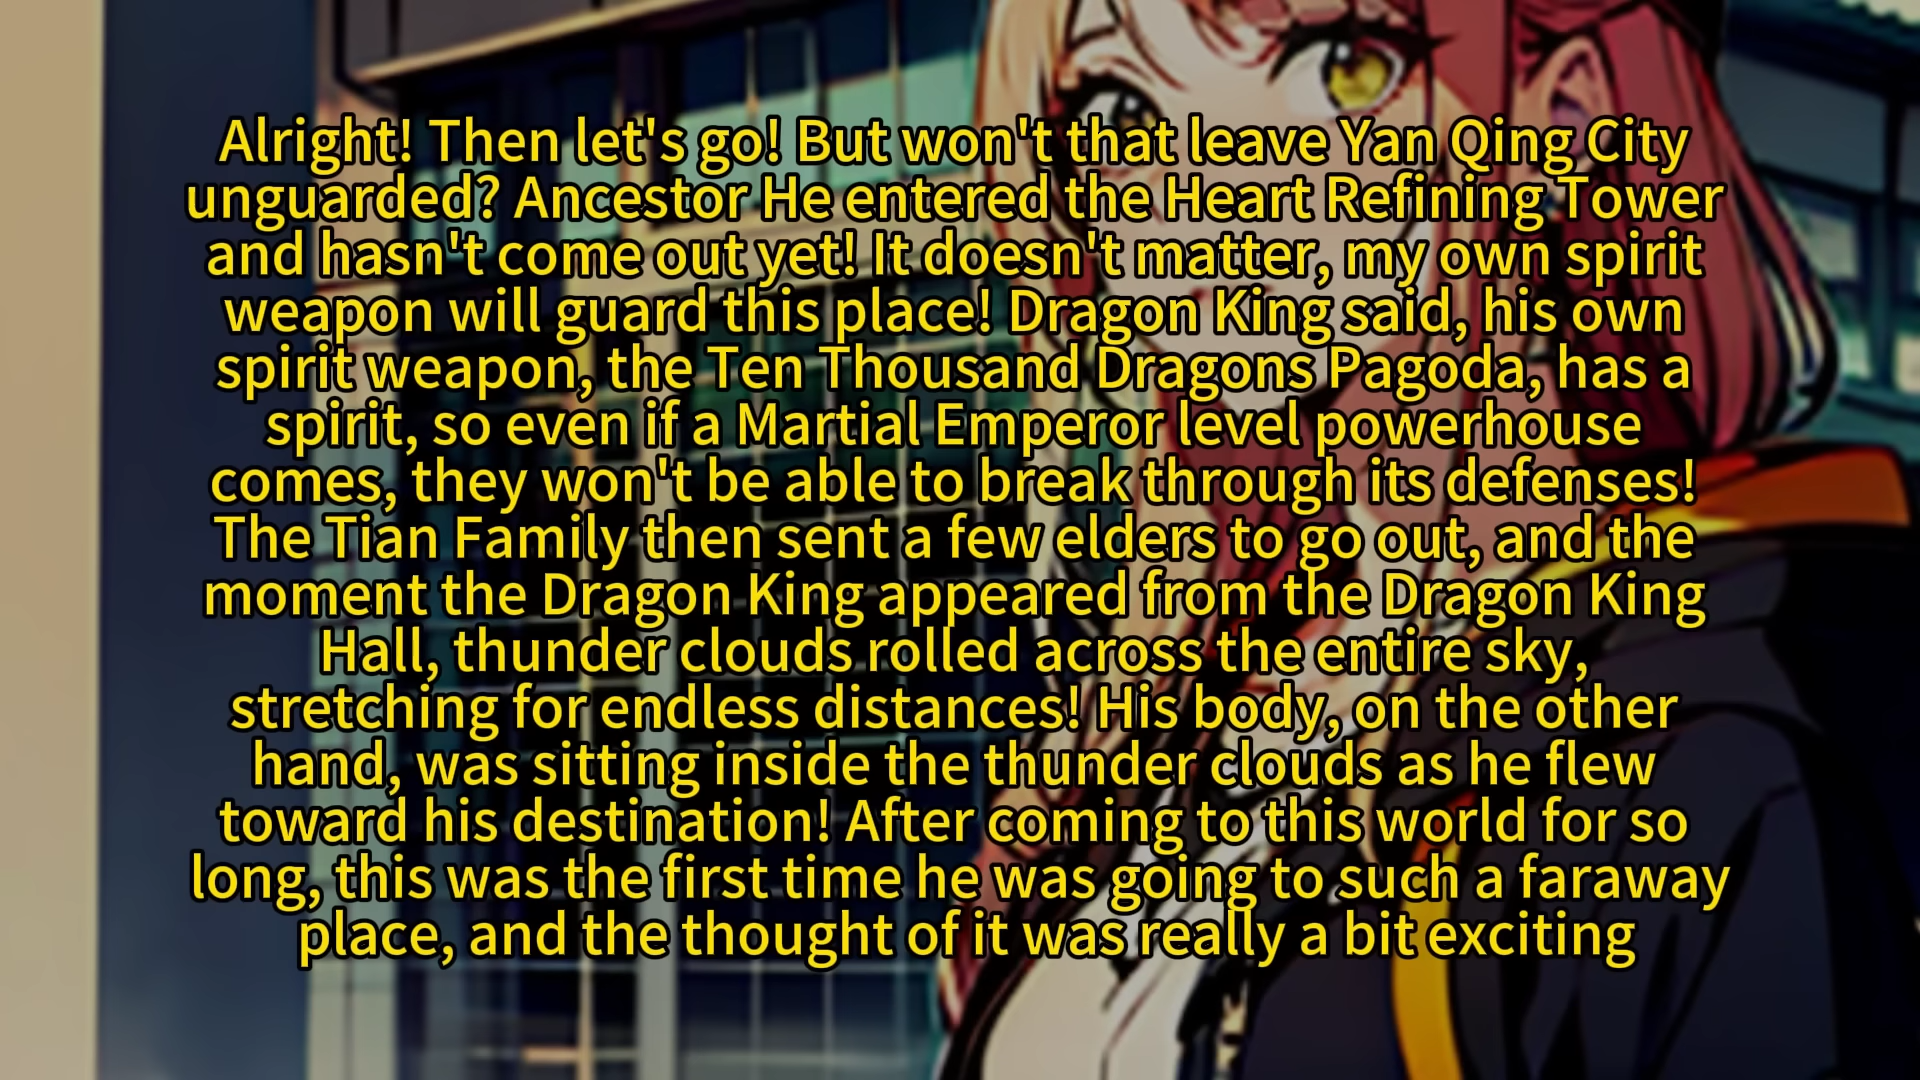 Alright! Then let's go! But won't that leave Yan Qing City
unguarded? Ancestor He entered the Heart Refining Tower
and hasn't come out yet! It doesn't matter, my own spirit
weapon will guard this place! Dragon King said, his own
spirit weapon, the Ten Thousand Dragons Pagoda, has a
spirit, so even if a Martial Emperor level powerhouse
comes, they won't be able to break through its defenses!
The Tian Family then sent a few elders to go out, and the
moment the Dragon King appeared from the Dragon King
Hall, thunder clouds rolled across the entire sky,
stretching for endless distances! His body, on the other
hand, was sitting inside the thunder clouds as he flew
toward his destination! After coming to this world for so
long, this was the first time he was going to such a faraway
place, and the thought of it was really a bit exciting